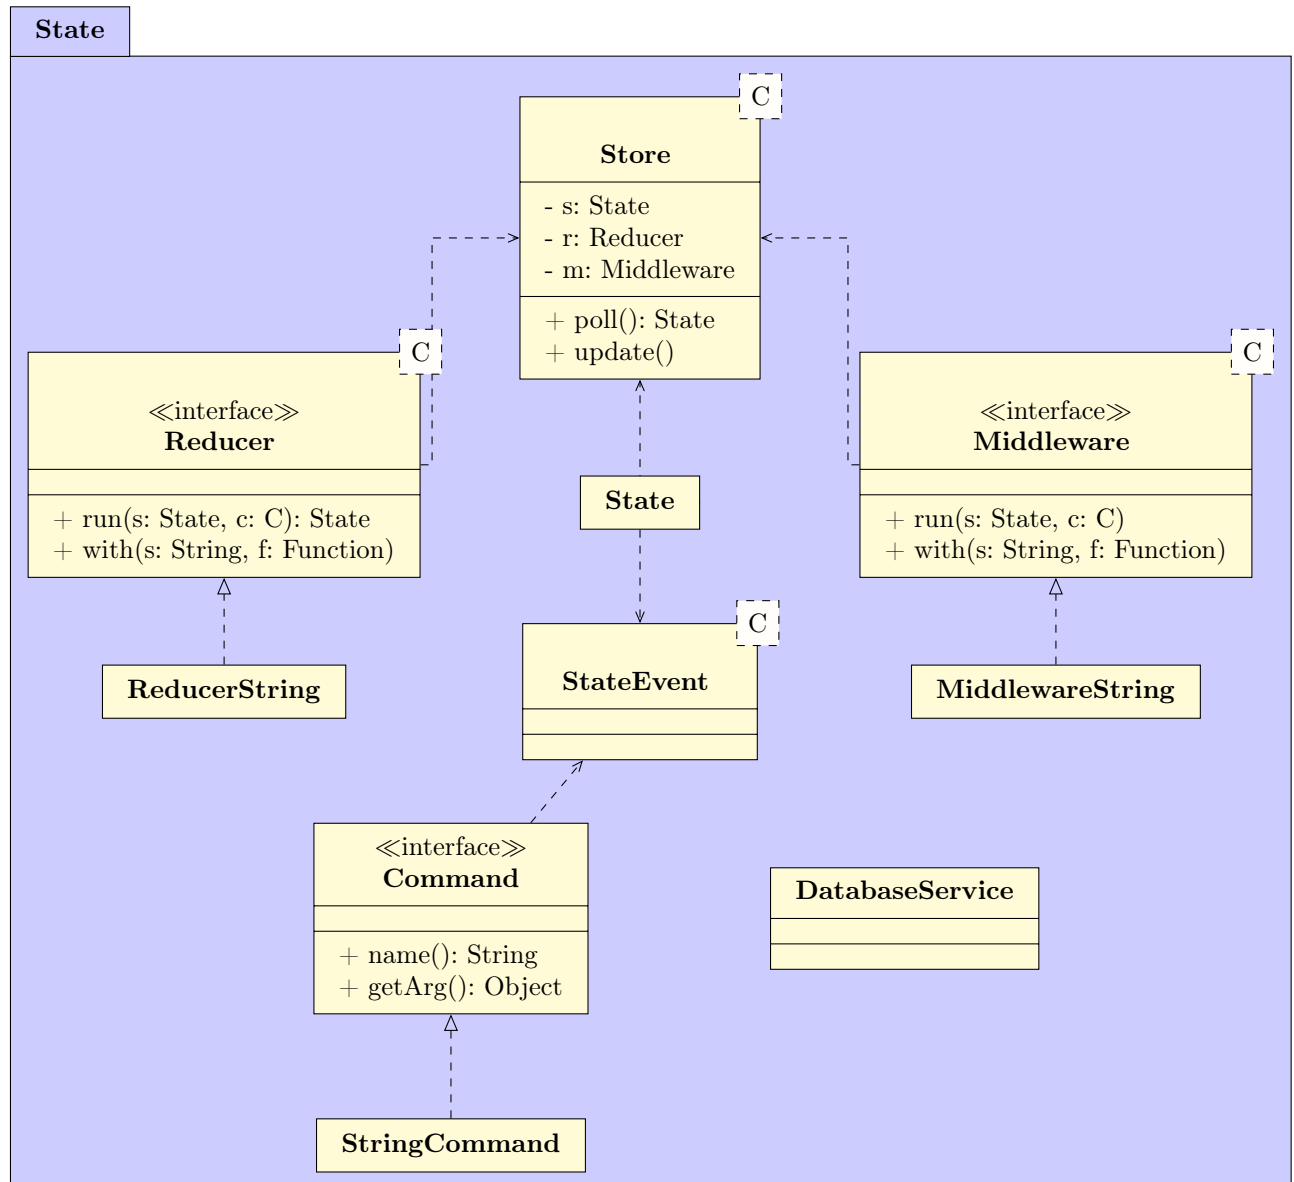 State
C
Store
- s: State
- r: Reducer
- m: Middleware
+ poll(): State
+ update()
C
≪interface≫
Reducer
+ run(s: State, c: C): State
+ with(s: String, f: Function)
C
≪interface≫
Middleware
+ run(s: State, c: C)
+ with(s: String, f: Function)
State
ReducerString
C
StateEvent
MiddlewareString
≪interface≫
Command
+ name(): String
+ getArg(): Object
DatabaseService
StringCommand